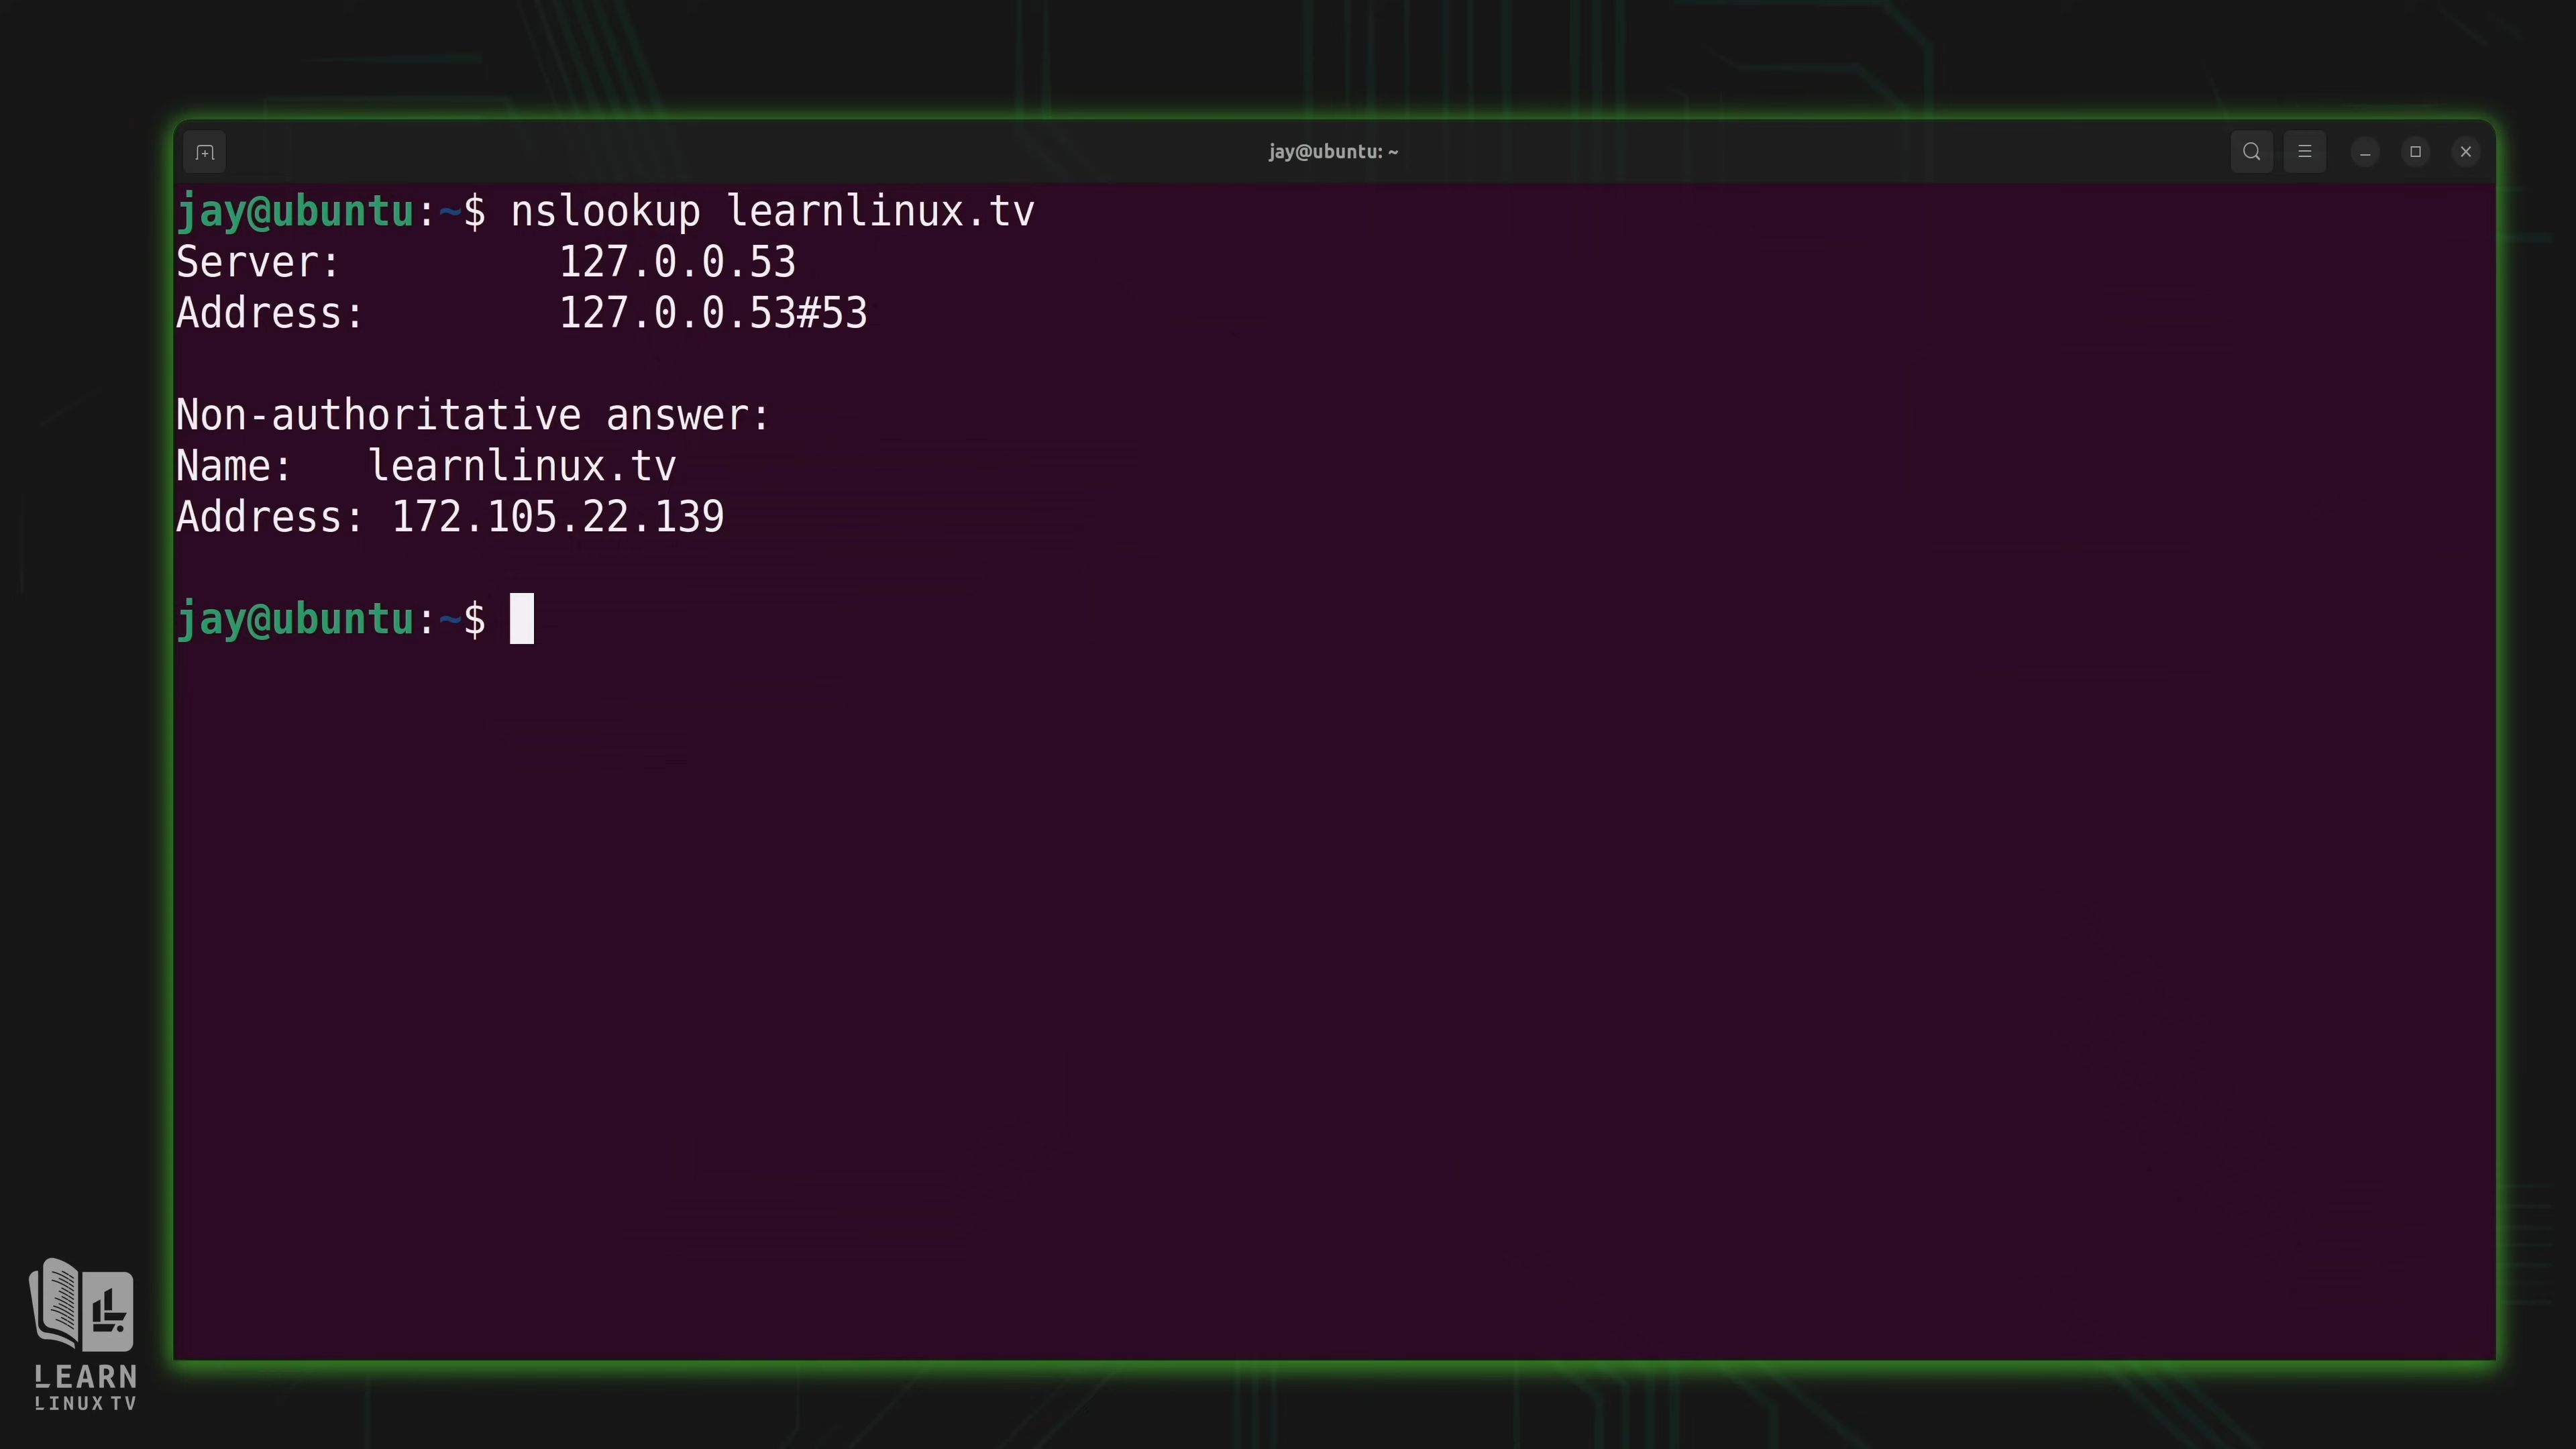 jay@ubuntu: ~
jay@ubuntu:~$ nslookup learnlinux.tv
Server:         127.0.0.53
Address:        127.0.0.53#53
Non-authoritative answer:
Name:   learnlinux.tv
Address: 172.105.22.139
jay@ubuntu:~$
LEARN
LINUX TV